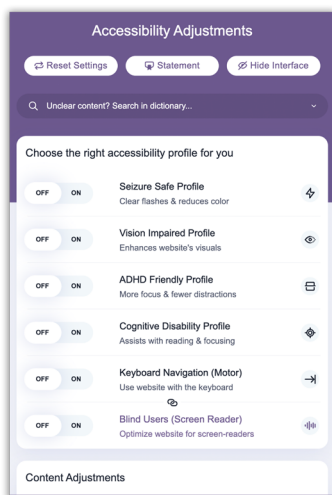 Accessibility Adjustments
Reset Settings
Statement
Hide Interface
Unclear content? Search in dictionary...
Choose the right accessibility profile for you
OFF ON
Seizure Safe Profile
Clear flashes & reduces color
OFF ON
Vision Impaired Profile
Enhances website's visuals
OFF ON
ADHD Friendly Profile
More focus & fewer distractions
OFF ON
Cognitive Disability Profile
Assists with reading & focusing
OFF ON
Keyboard Navigation (Motor)
Use website with the keyboard
OFF ON
Blind Users (Screen Reader)
Optimize website for screen-readers
Content Adjustments